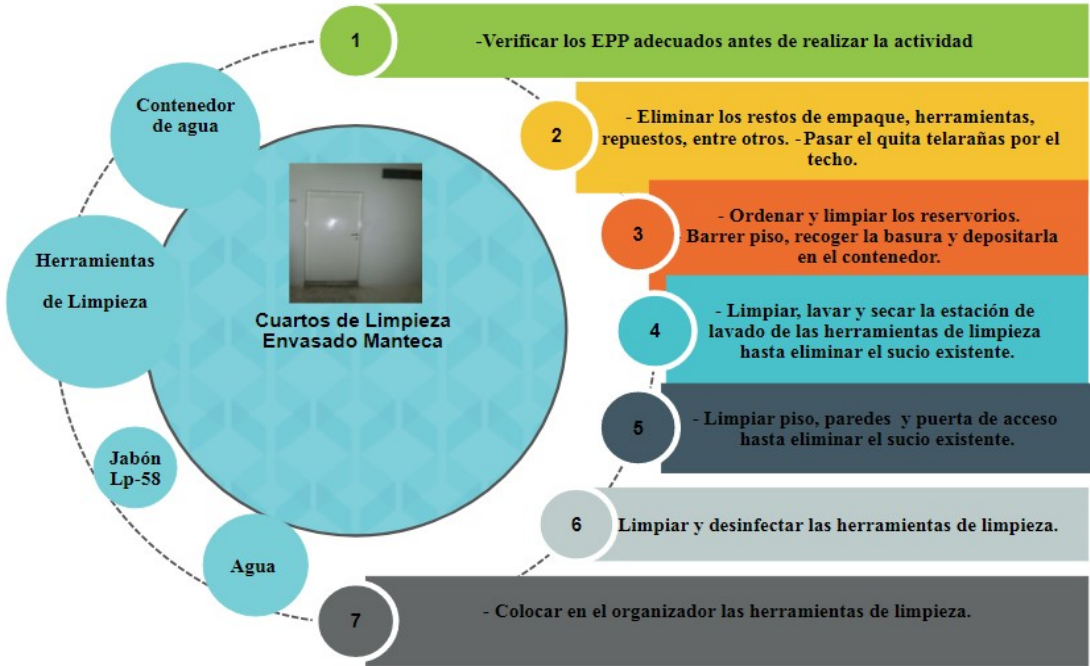 1
-Verificar los EPP adecuados antes de realizar la actividad
2
- Eliminar los restos de empaque, herramientas,
repuestos, entre otros. -Pasar el quita telarañas por el
techo.
3
- Ordenar y limpiar los reservorios.
Barrer piso, recoger la basura y depositarla
en el contenedor.
4
- Limpiar, lavar y secar la estación de
lavado de las herramientas de limpieza
hasta eliminar el sucio existente.
5
- Limpiar piso, paredes y puerta de acceso
hasta eliminar el sucio existente.
6
Limpiar y desinfectar las herramientas de limpieza.
7
- Colocar en el organizador las herramientas de limpieza.
Contenedor
de agua
Herramientas
de Limpieza
Jabón
Lp-58
Agua
Cuartos de Limpieza
Envasado Manteca